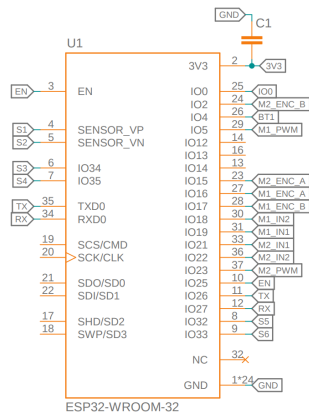 GND
C1
U1
3V3 2 3V3
EN 3 EN
IO0 25 IO0
IO2 24 M2_ENC_B
IO4 26 BT1
S1 4 SENSOR_VP
IO5 29 M1_PWM
S2 5 SENSOR_VN
IO12 14
IO13 16
S3 6 IO34
IO14 13
S4 7 IO35
IO15 23 M2_ENC_A
IO16 27 M1_ENC_A
TX 35 TXD0
IO17 28 M1_ENC_B
RX 34 RXD0
IO18 30 M1_IN2
IO19 31 M1_IN1
19 SCS/CMD
IO21 33 M2_IN1
20 SCK/CLK
IO22 36 M2_IN2
IO23 37 M2_PWM
21 SDO/SD0
IO25 10 EN
22 SDI/SD1
IO26 11 TX
IO27 12 RX
17 SHD/SD2
IO32 8 S5
18 SWP/SD3
IO33 9 S6
NC 32
GND 1*24 GND
ESP32-WROOM-32